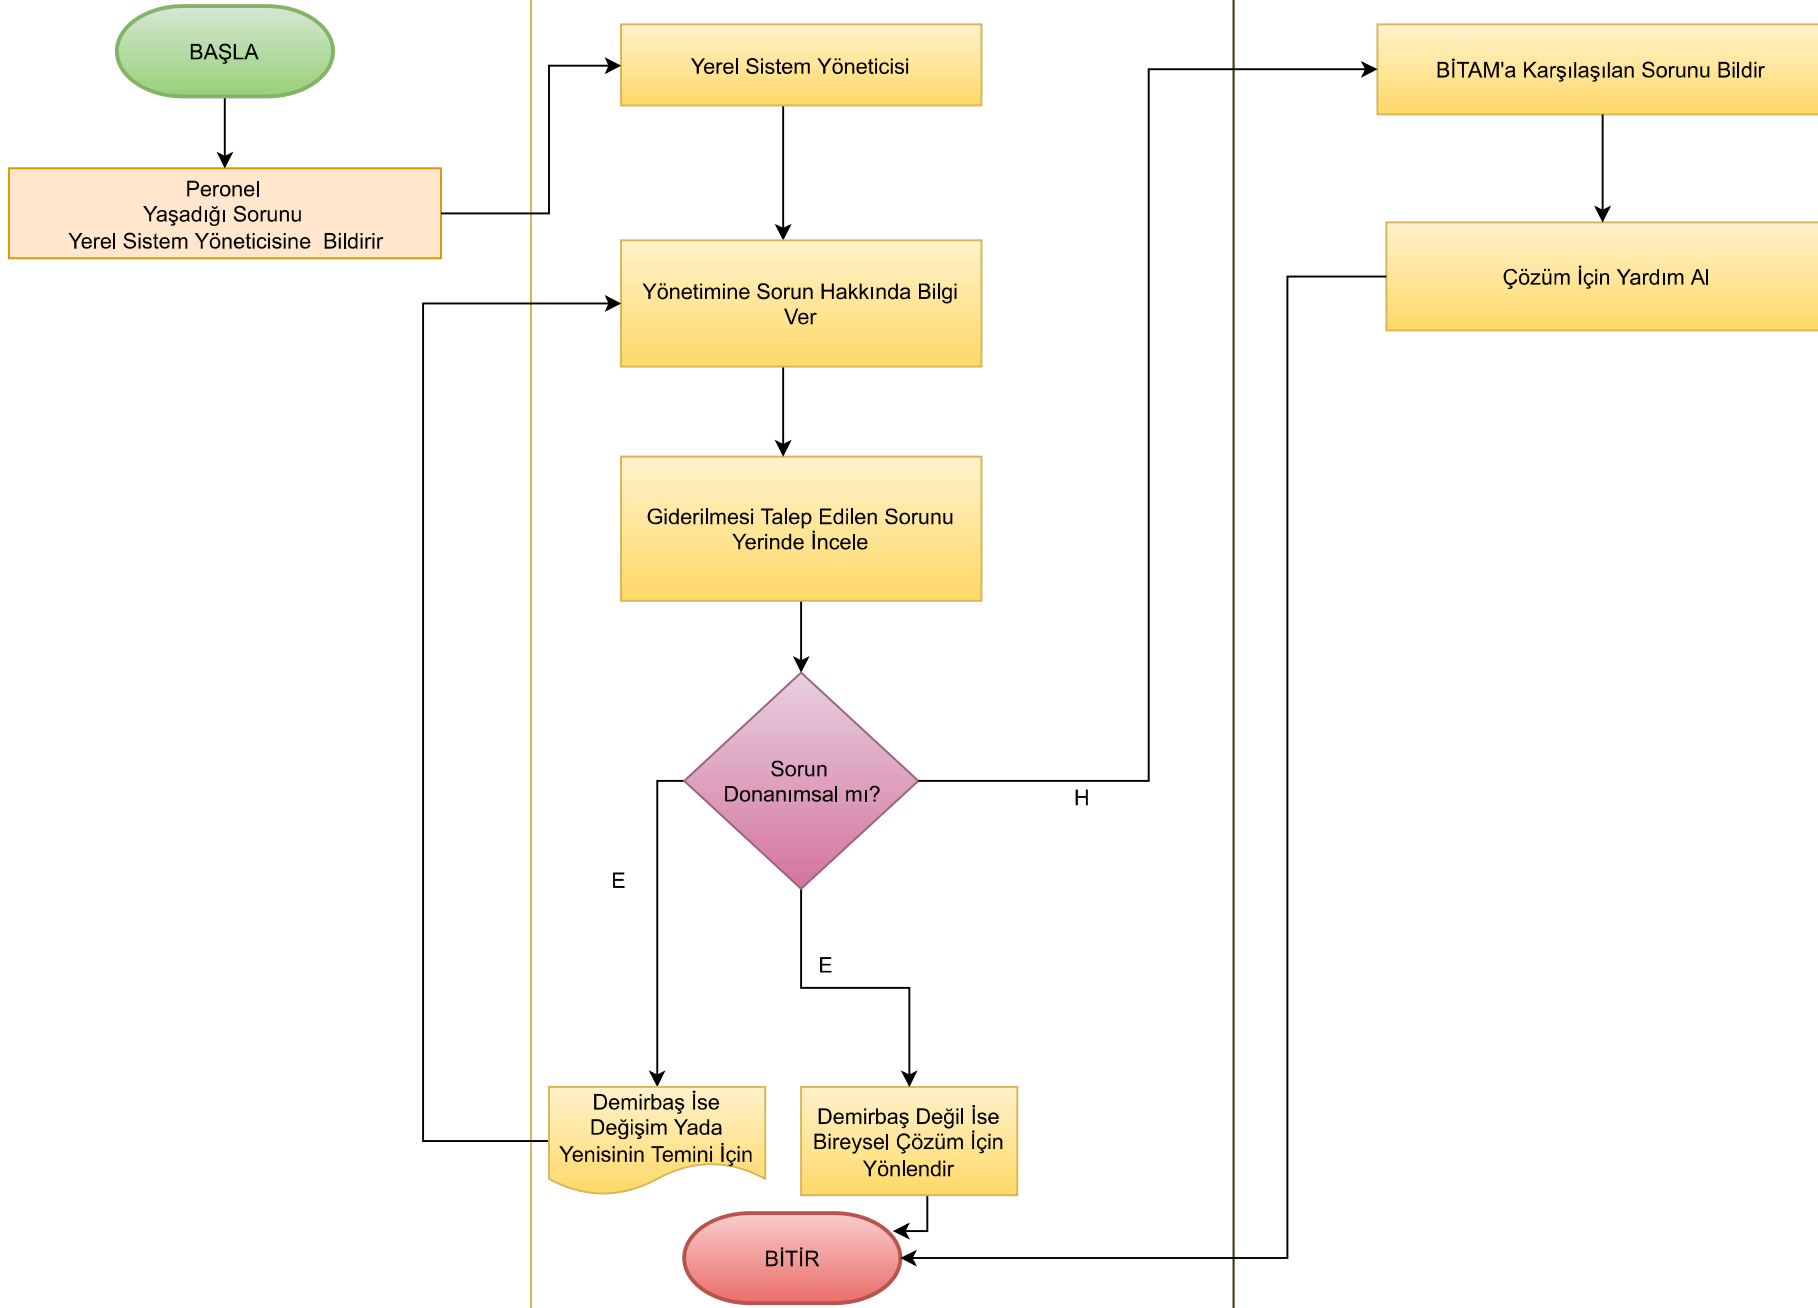 BAŞLA
Peronel
Yaşadığı Sorunu
Yerel Sistem Yöneticisine  Bildirir
Yerel Sistem Yöneticisi
Yönetimine Sorun Hakkında Bilgi
Ver
Giderilmesi Talep Edilen Sorunu
Yerinde İncele
Sorun
Donanımsal mı?
H
E
E
Demirbaş İse
Değişim Yada
Yenisinin Temini İçin
Demirbaş Değil İse
Bireysel Çözüm İçin
Yönlendir
BİTİR
BİTAM'a Karşılaşılan Sorunu Bildir
Çözüm İçin Yardım Al